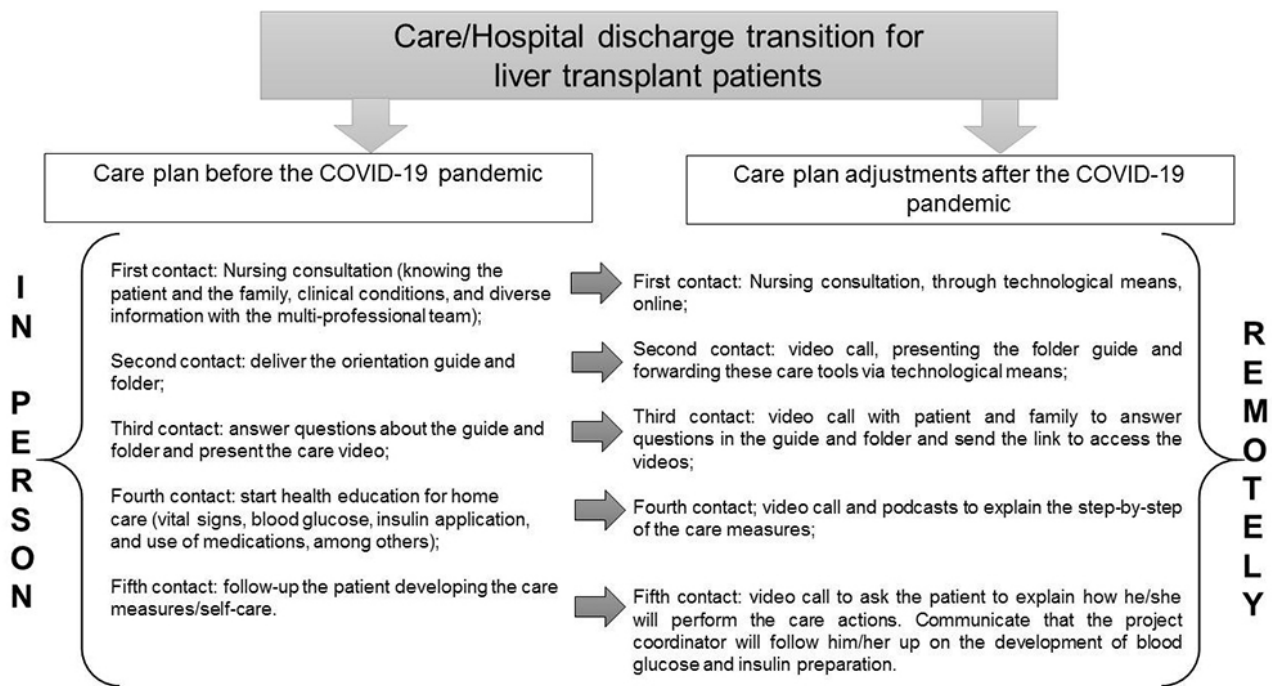 Care/Hospital discharge transition for
liver transplant patients
Care plan before the COVID-19 pandemic
Care plan adjustments after the COVID-19
pandemic
IN PERSON
First contact: Nursing consultation (knowing the
patient and the family, clinical conditions, and diverse
information with the multi-professional team);
Second contact: deliver the orientation guide and
folder;
Third contact: answer questions about the guide and
folder and present the care video;
Fourth contact: start health education for home
care (vital signs, blood glucose, insulin application,
and use of medications, among others);
Fifth contact: follow-up the patient developing the care
measures/self-care.
First contact: Nursing consultation, through technological means,
online;
Second contact: video call, presenting the folder guide and
forwarding these care tools via technological means;
Third contact: video call with patient and family to answer
questions in the guide and folder and send the link to access the
videos;
Fourth contact; video call and podcasts to explain the step-by-step
of the care measures;
Fifth contact: video call to ask the patient to explain how he/she
will perform the care actions. Communicate that the project
coordinator will follow him/her up on the development of blood
glucose and insulin preparation.
REMOTELY